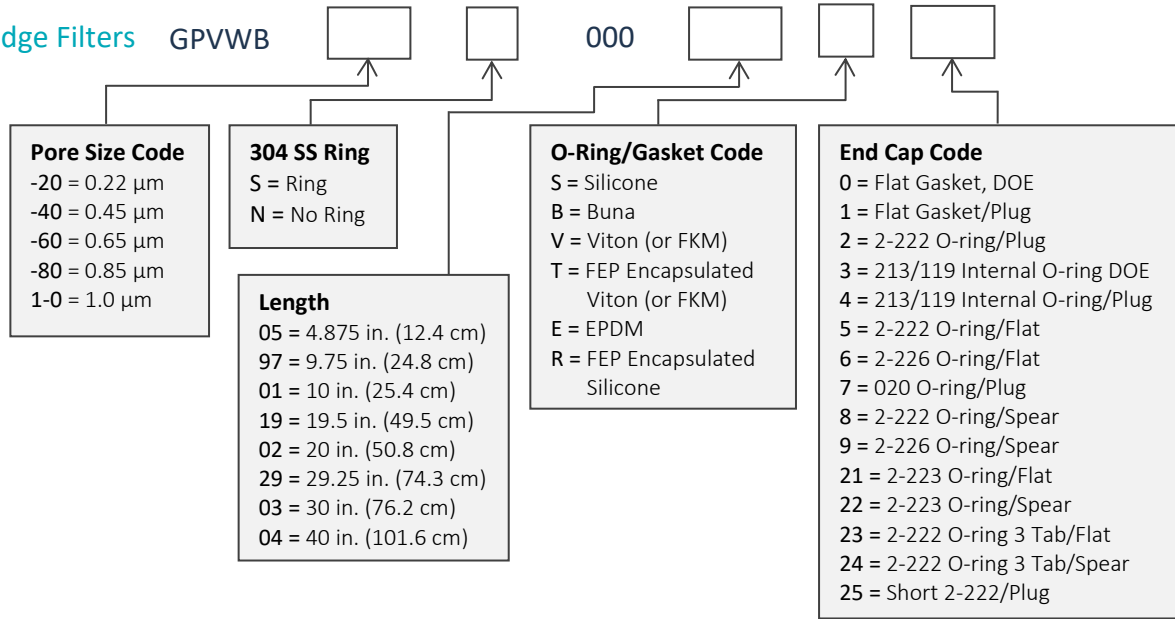 dge Filters GPVWB 000
Pore Size Code
-20 = 0.22 µm
-40 = 0.45 µm
-60 = 0.65 µm
-80 = 0.85 µm
1-0 = 1.0 µm
304 SS Ring
S = Ring
N = No Ring
Length
05 = 4.875 in. (12.4 cm)
97 = 9.75 in. (24.8 cm)
01 = 10 in. (25.4 cm)
19 = 19.5 in. (49.5 cm)
02 = 20 in. (50.8 cm)
29 = 29.25 in. (74.3 cm)
03 = 30 in. (76.2 cm)
04 = 40 in. (101.6 cm)
O-Ring/Gasket Code
S = Silicone
B = Buna
V = Viton (or FKM)
T = FEP Encapsulated
Viton (or FKM)
E = EPDM
R = FEP Encapsulated
Silicone
End Cap Code
0 = Flat Gasket, DOE
1 = Flat Gasket/Plug
2 = 2-222 O-ring/Plug
3 = 213/119 Internal O-ring DOE
4 = 213/119 Internal O-ring/Plug
5 = 2-222 O-ring/Flat
6 = 2-226 O-ring/Flat
7 = 020 O-ring/Plug
8 = 2-222 O-ring/Spear
9 = 2-226 O-ring/Spear
21 = 2-223 O-ring/Flat
22 = 2-223 O-ring/Spear
23 = 2-222 O-ring 3 Tab/Flat
24 = 2-222 O-ring 3 Tab/Spear
25 = Short 2-222/Plug